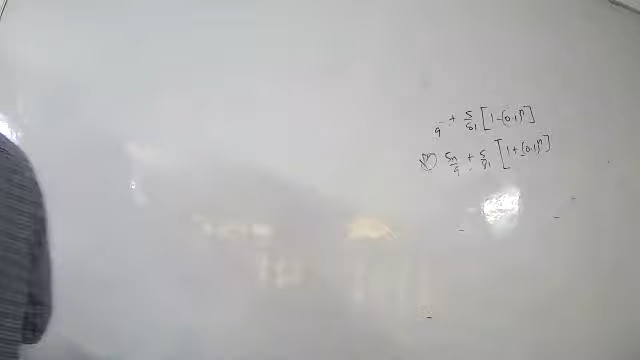 9 + 5/81 [1-(0.1)ⁿ]
5n/9 + 5/81 [1+(0.1)ⁿ]